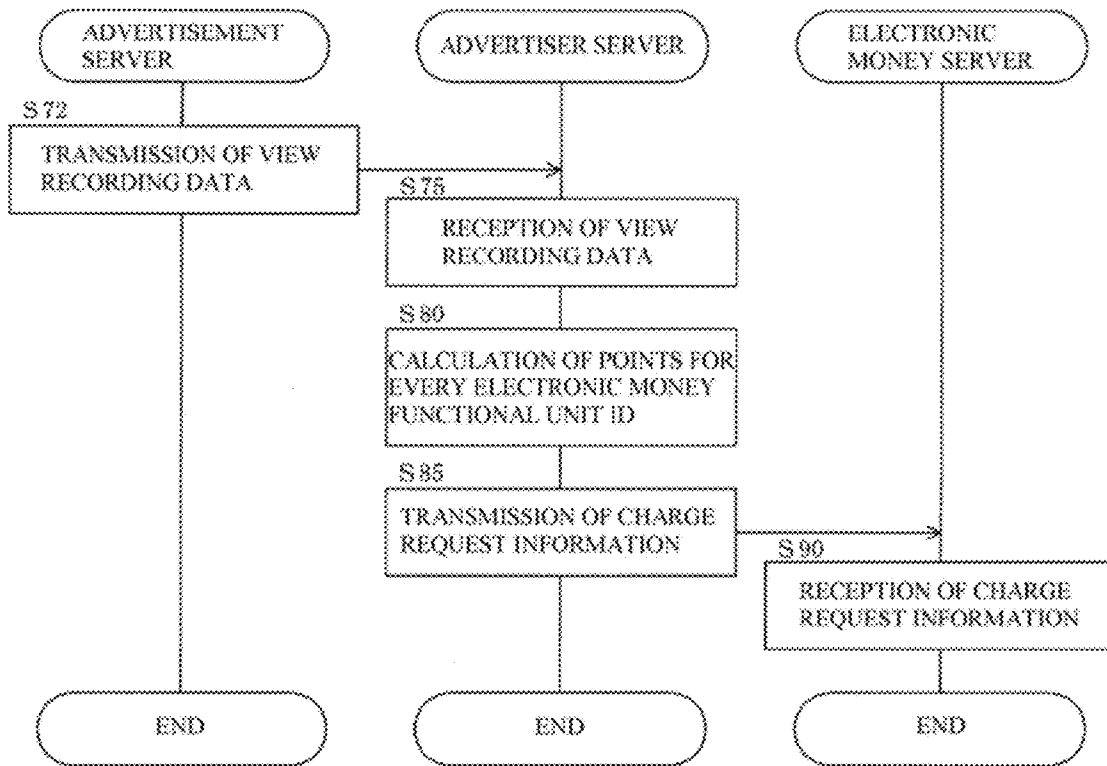 ADVERTISEMENT
SERVER
ADVERTISER SERVER
ELECTRONIC
MONEY SERVER
S 72
TRANSMISSION OF VIEW
RECORDING DATA
S 75
RECEPTION OF VIEW
RECORDING DATA
S 80
CALCULATION OF POINTS FOR
EVERY ELECTRONIC MONEY
FUNCTIONAL UNIT ID
S 85
TRANSMISSION OF CHARGE
REQUEST INFORMATION
S 90
RECEPTION OF CHARGE
REQUEST INFORMATION
END
END
END